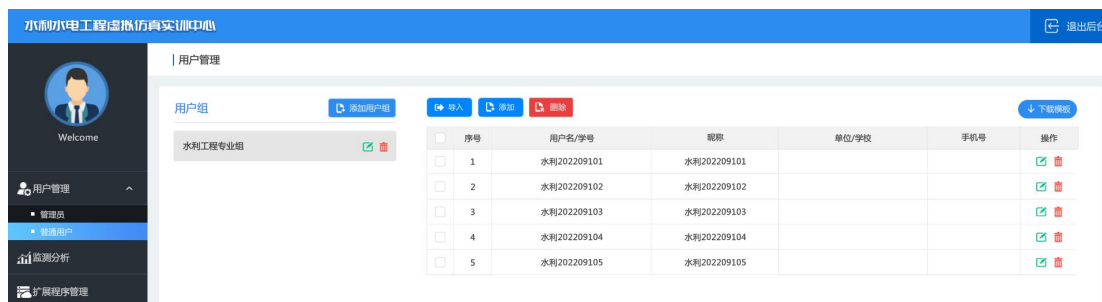 水利水电工程虚拟仿真实训中心
退出后台
Welcome
用户管理
管理员
普通用户
监测分析
扩展程序管理
用户管理
用户组
添加用户组
水利工程专业组
导入 添加 删除
下载模板
序号 用户名/学号 昵称 单位/学校 手机号 操作
1 水利202209101 水利202209101
2 水利202209102 水利202209102
3 水利202209103 水利202209103
4 水利202209104 水利202209104
5 水利202209105 水利202209105